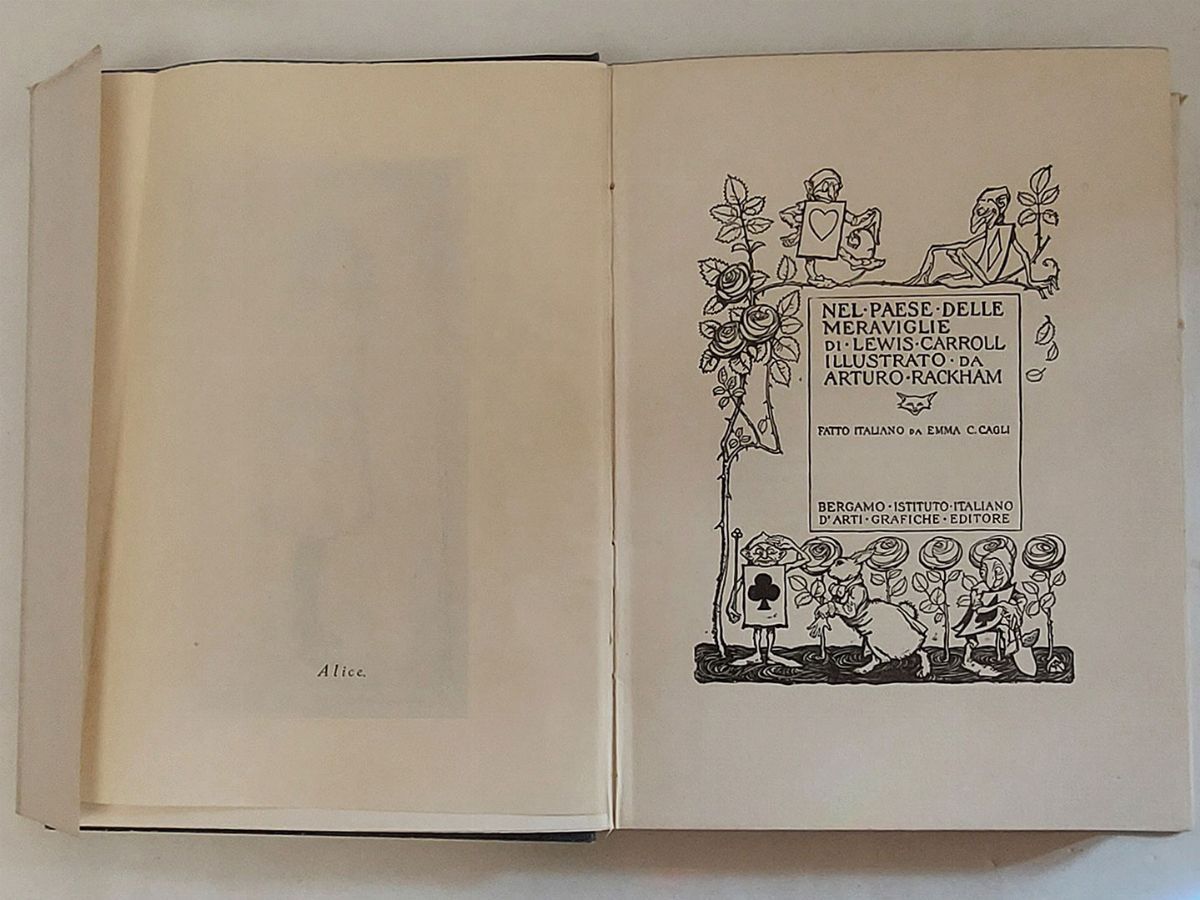 Alice.
NEL·PAESE·DELLE
MERAVIGLIE
DI·LEWIS·CARROLL
ILLUSTRATO·DA
ARTURO·RACKHAM
FATTO ITALIANO DA EMMA C. CAGLI
BERGAMO·ISTITUTO·ITALIANO
D'ARTI·GRAFICHE·EDITORE